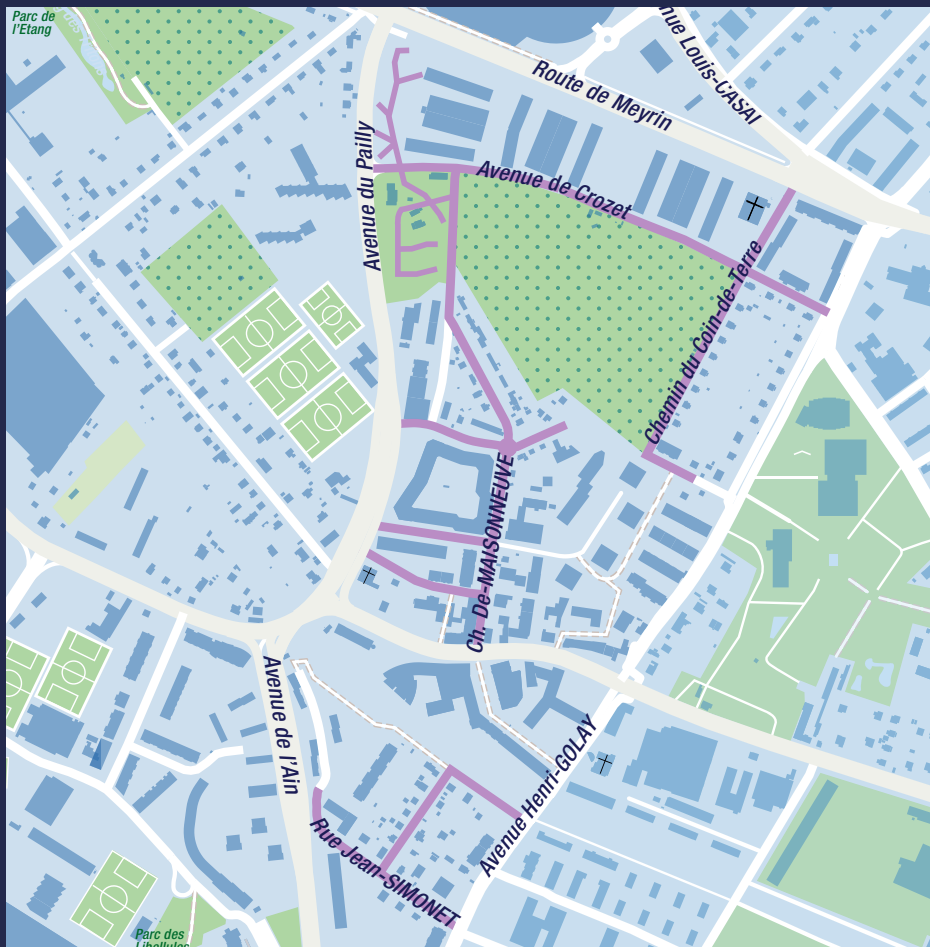 Parc de
l'Etang
nue Louis-CASAI
Route de Meyrin
Avenue du Pailly
Avenue de Crozet
Chemin du Coin-de-Terre
Ch. De-MAISONNEUVE
Avenue de l'Ain
Avenue Henri-GOLAY
Rue Jean-SIMONET
Parc des
Libellules